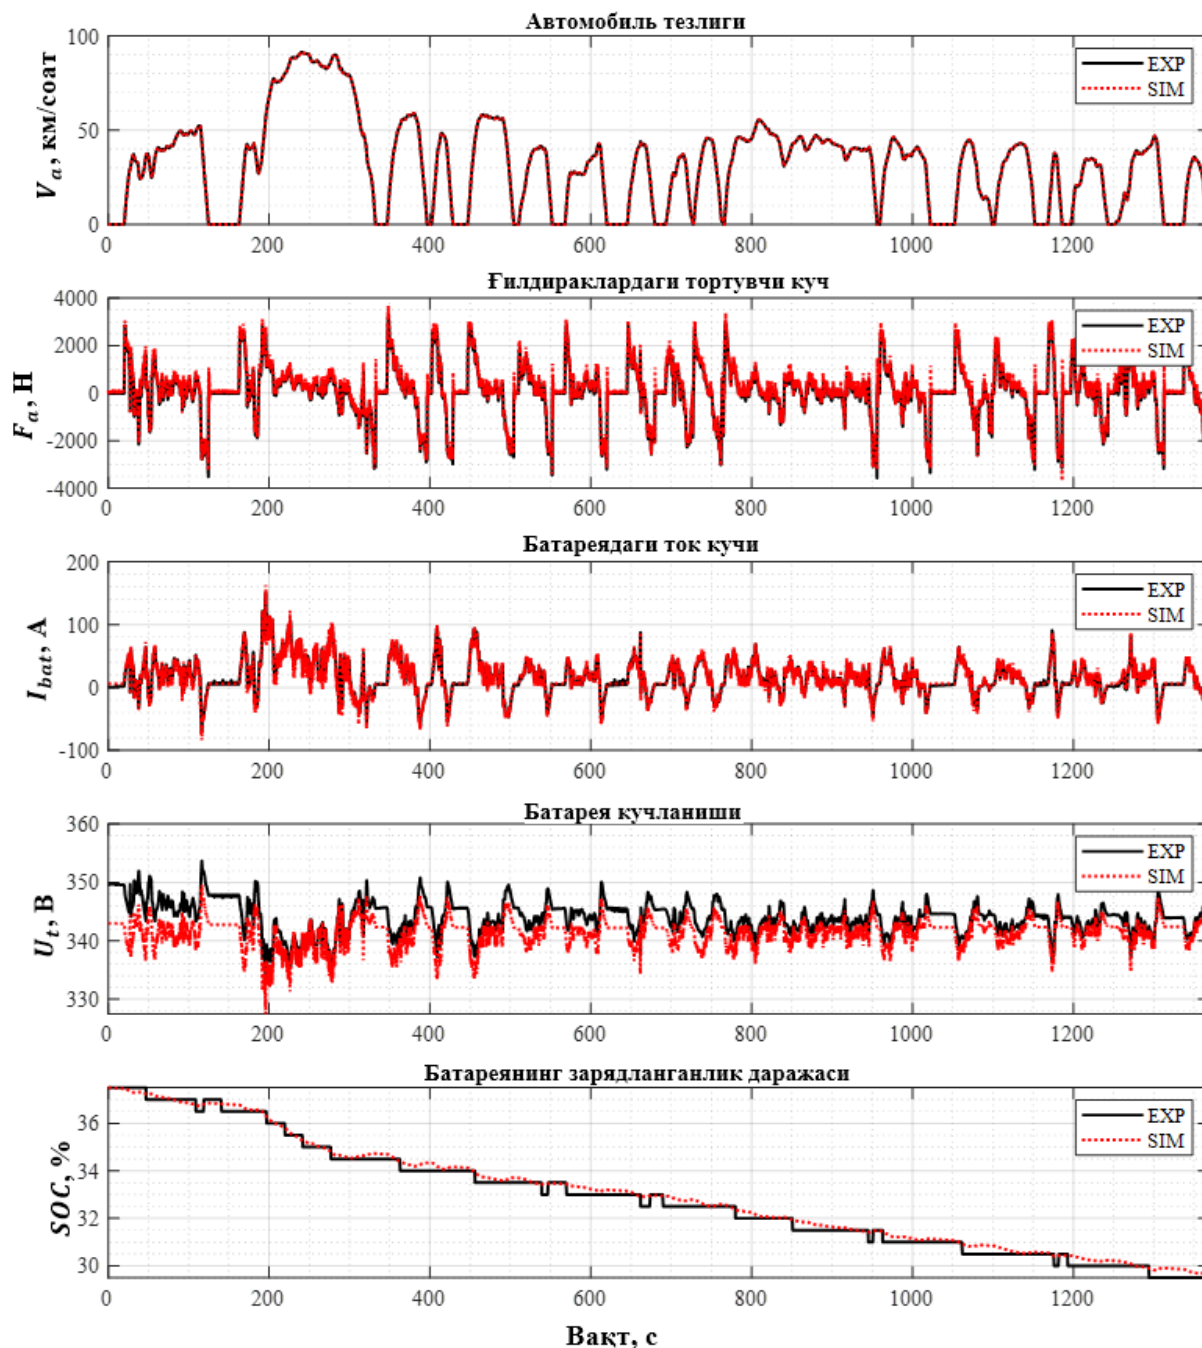 Автомобиль тезлиги
100
50
0
V_a, км/соат
EXP
SIM
0 200 400 600 800 1000 1200
Ғилдираклардаги тортувчи куч
4000
2000
0
-2000
-4000
F_a, Н
EXP
SIM
0 200 400 600 800 1000 1200
Батареядаги ток кучи
200
100
0
-100
I_bat, А
EXP
SIM
0 200 400 600 800 1000 1200
Батарея кучланиши
360
350
340
330
U_t, В
EXP
SIM
0 200 400 600 800 1000 1200
Батареянинг зарядланганлик даражаси
36
34
32
30
SOC, %
EXP
SIM
0 200 400 600 800 1000 1200
Вақт, с